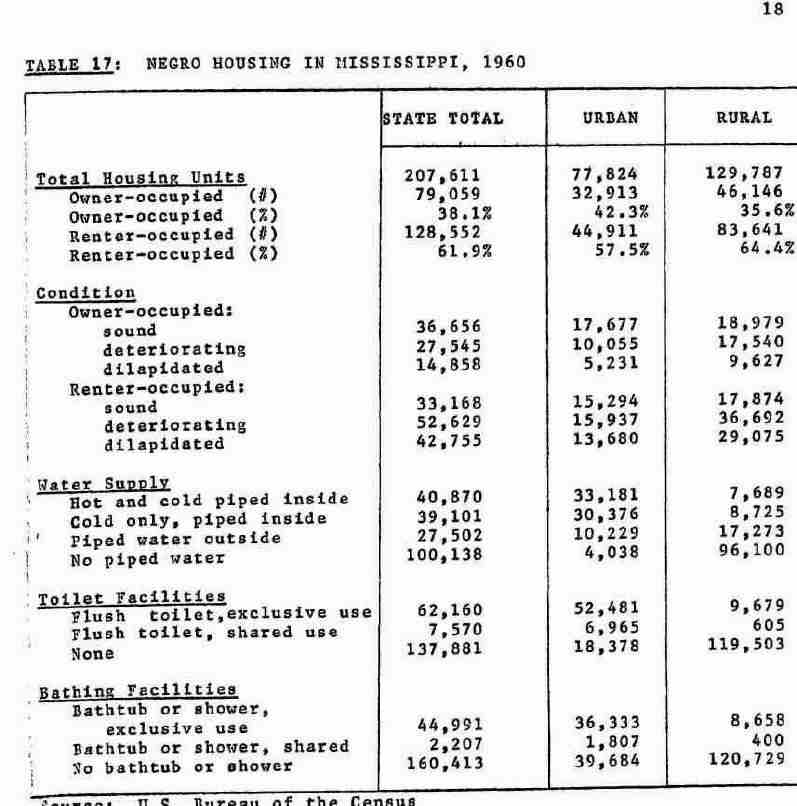 18
TABLE 17: NEGRO HOUSING IN MISSISSIPPI, 1960
STATE TOTAL URBAN RURAL
Total Housing Units 207,611 77,824 129,787
Owner-occupied (#) 79,059 32,913 46,146
Owner-occupied (%) 38.1% 42.3% 35.6%
Renter-occupied (#) 128,552 44,911 83,641
Renter-occupied (%) 61.9% 57.5% 64.4%
Condition
Owner-occupied:
sound 36,656 17,677 18,979
deteriorating 27,545 10,055 17,540
dilapidated 14,858 5,231 9,627
Renter-occupied:
sound 33,168 15,294 17,874
deteriorating 52,629 15,937 36,692
dilapidated 42,755 13,680 29,075
Water Supply
Hot and cold piped inside 40,870 33,181 7,689
Cold only, piped inside 39,101 30,376 8,725
Piped water outside 27,502 10,229 17,273
No piped water 100,138 4,038 96,100
Toilet Facilities
Flush toilet,exclusive use 62,160 52,481 9,679
Flush toilet, shared use 7,570 6,965 605
None 137,881 18,378 119,503
Bathing Facilities
Bathtub or shower,
exclusive use 44,991 36,333 8,658
Bathtub or shower, shared 2,207 1,807 400
No bathtub or shower 160,413 39,684 120,729
Source: U.S. Bureau of the Census